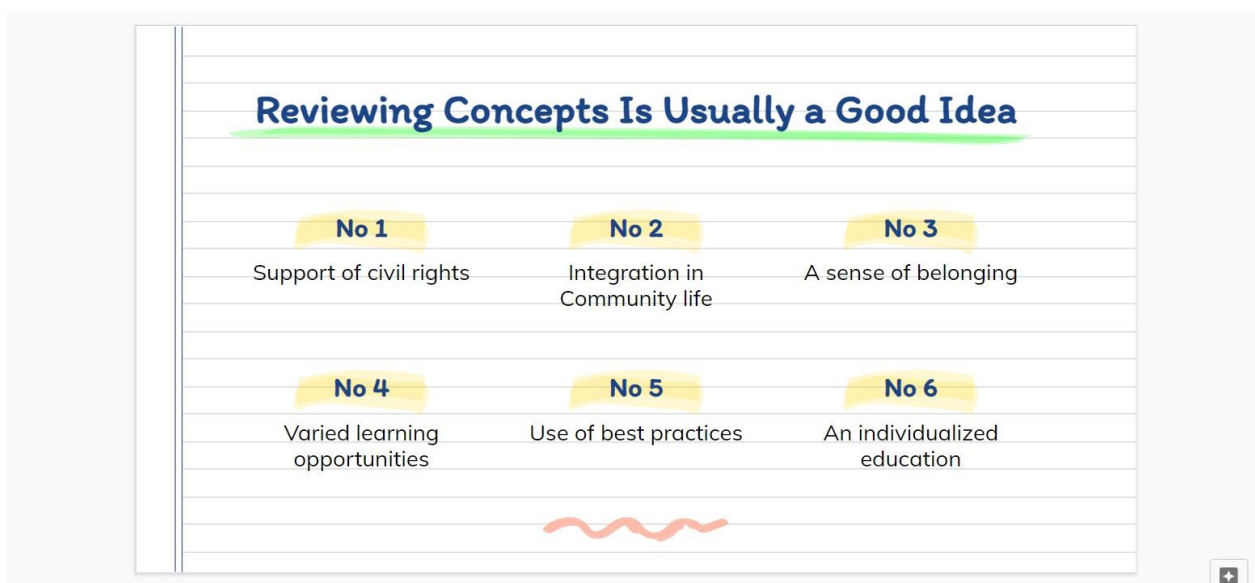 Reviewing Concepts Is Usually a Good Idea
No 1
Support of civil rights
No 2
Integration in
Community life
No 3
A sense of belonging
No 4
Varied learning
opportunities
No 5
Use of best practices
No 6
An individualized
education